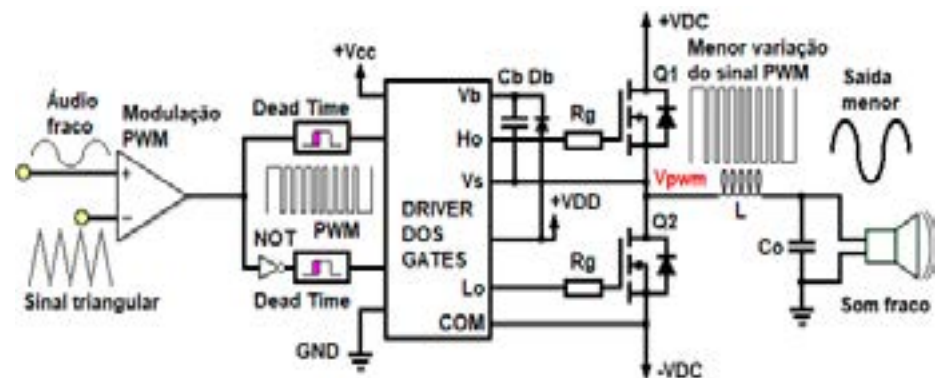 +VDC
Menor variação
do sinal PWM
Saída
menor
+Vcc
Cb Db
Q1
Áudio
fraco
Modulação
PWM
Dead Time
Vb
Rg
Ho
+
Vs
Vpwm
−
+VDD
L
PWM
DRIVER
DOS
GATES
Q2
NOT
Co
Rg
Lo
Sinal triangular
Dead Time
COM
Som fraco
GND
-VDC